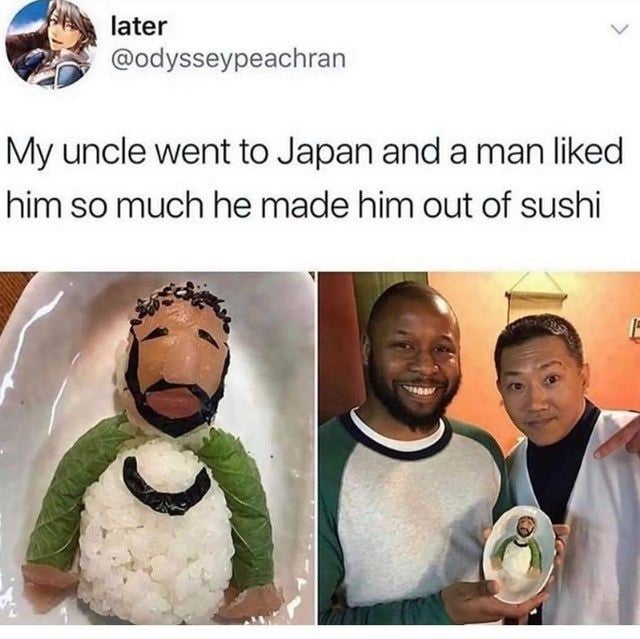 later
@odysseypeachran
My uncle went to Japan and a man liked
him so much he made him out of sushi